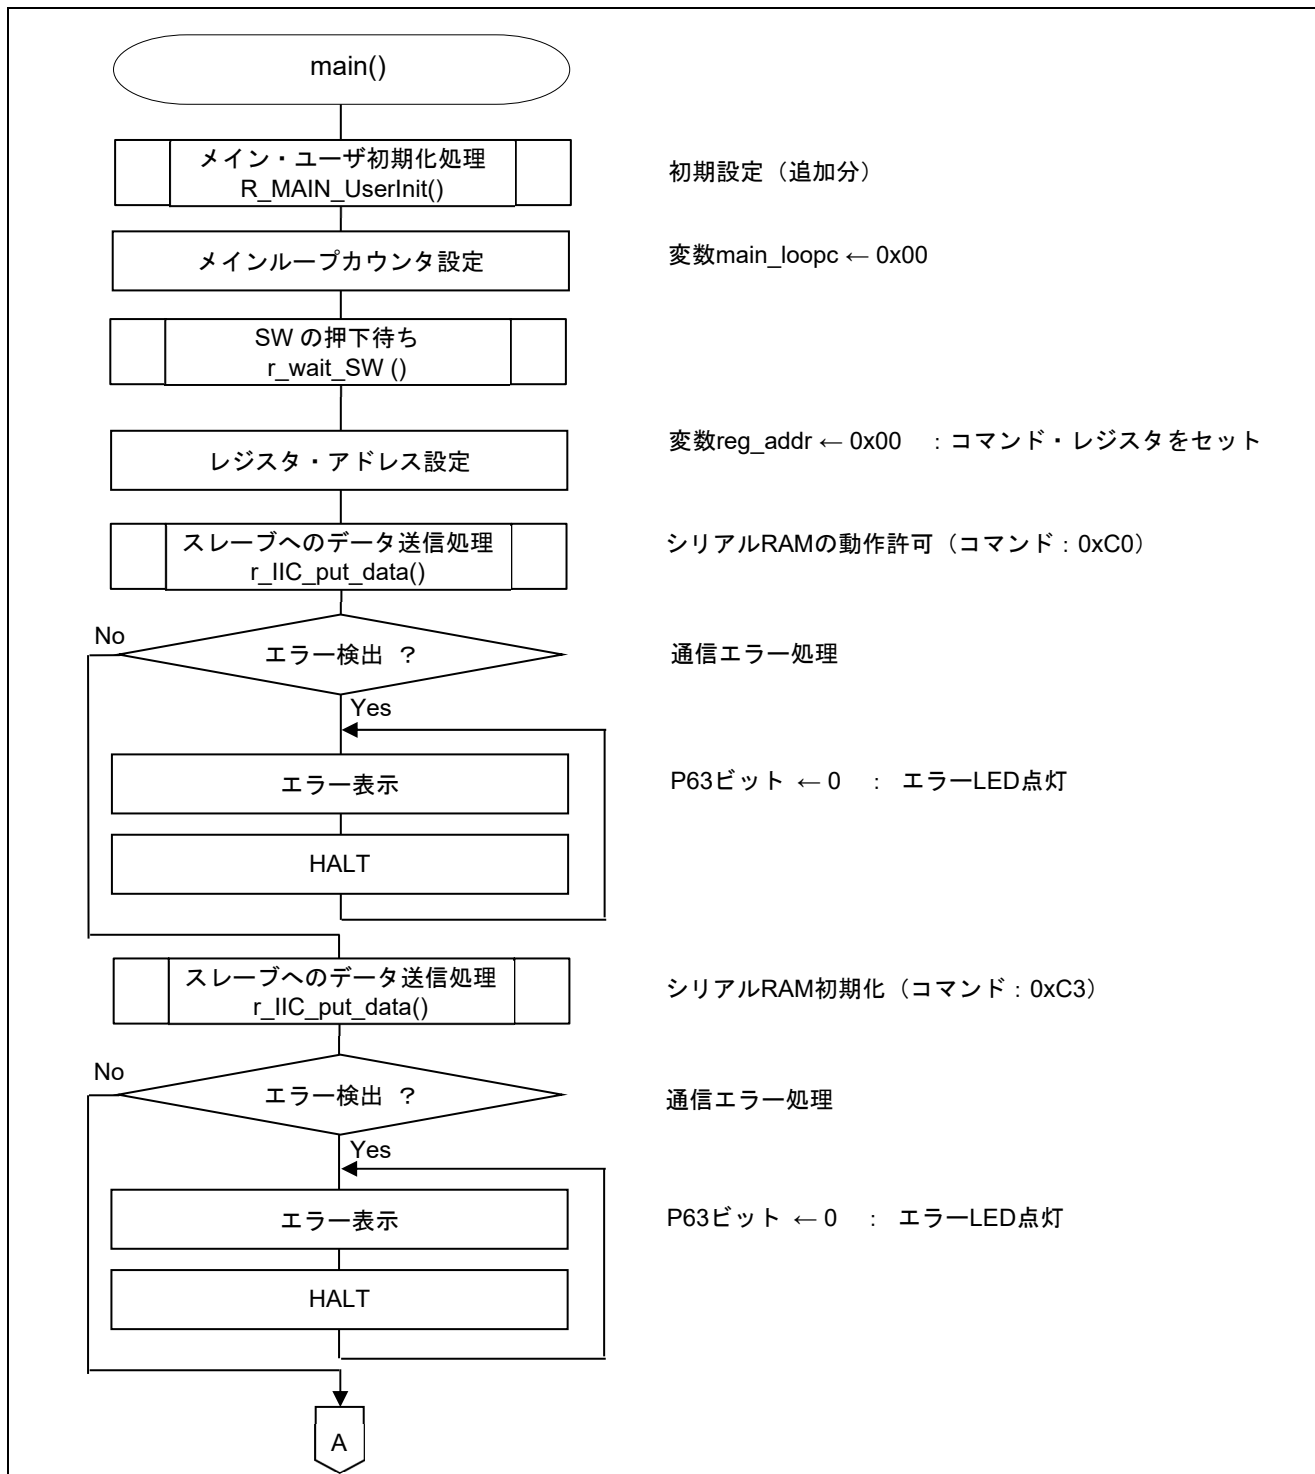 main()
メイン・ユーザ初期化処理
R_MAIN_UserInit()
初期設定（追加分）
メインループカウンタ設定
変数main_loopc ← 0x00
SW の押下待ち
r_wait_SW ()
レジスタ・アドレス設定
変数reg_addr ← 0x00 ：コマンド・レジスタをセット
スレーブへのデータ送信処理
r_IIC_put_data()
シリアルRAMの動作許可（コマンド：0xC0）
No
エラー検出 ？
通信エラー処理
Yes
エラー表示
P63ビット ← 0 ： エラーLED点灯
HALT
スレーブへのデータ送信処理
r_IIC_put_data()
シリアルRAM初期化（コマンド：0xC3）
No
エラー検出 ？
通信エラー処理
Yes
エラー表示
P63ビット ← 0 ： エラーLED点灯
HALT
A